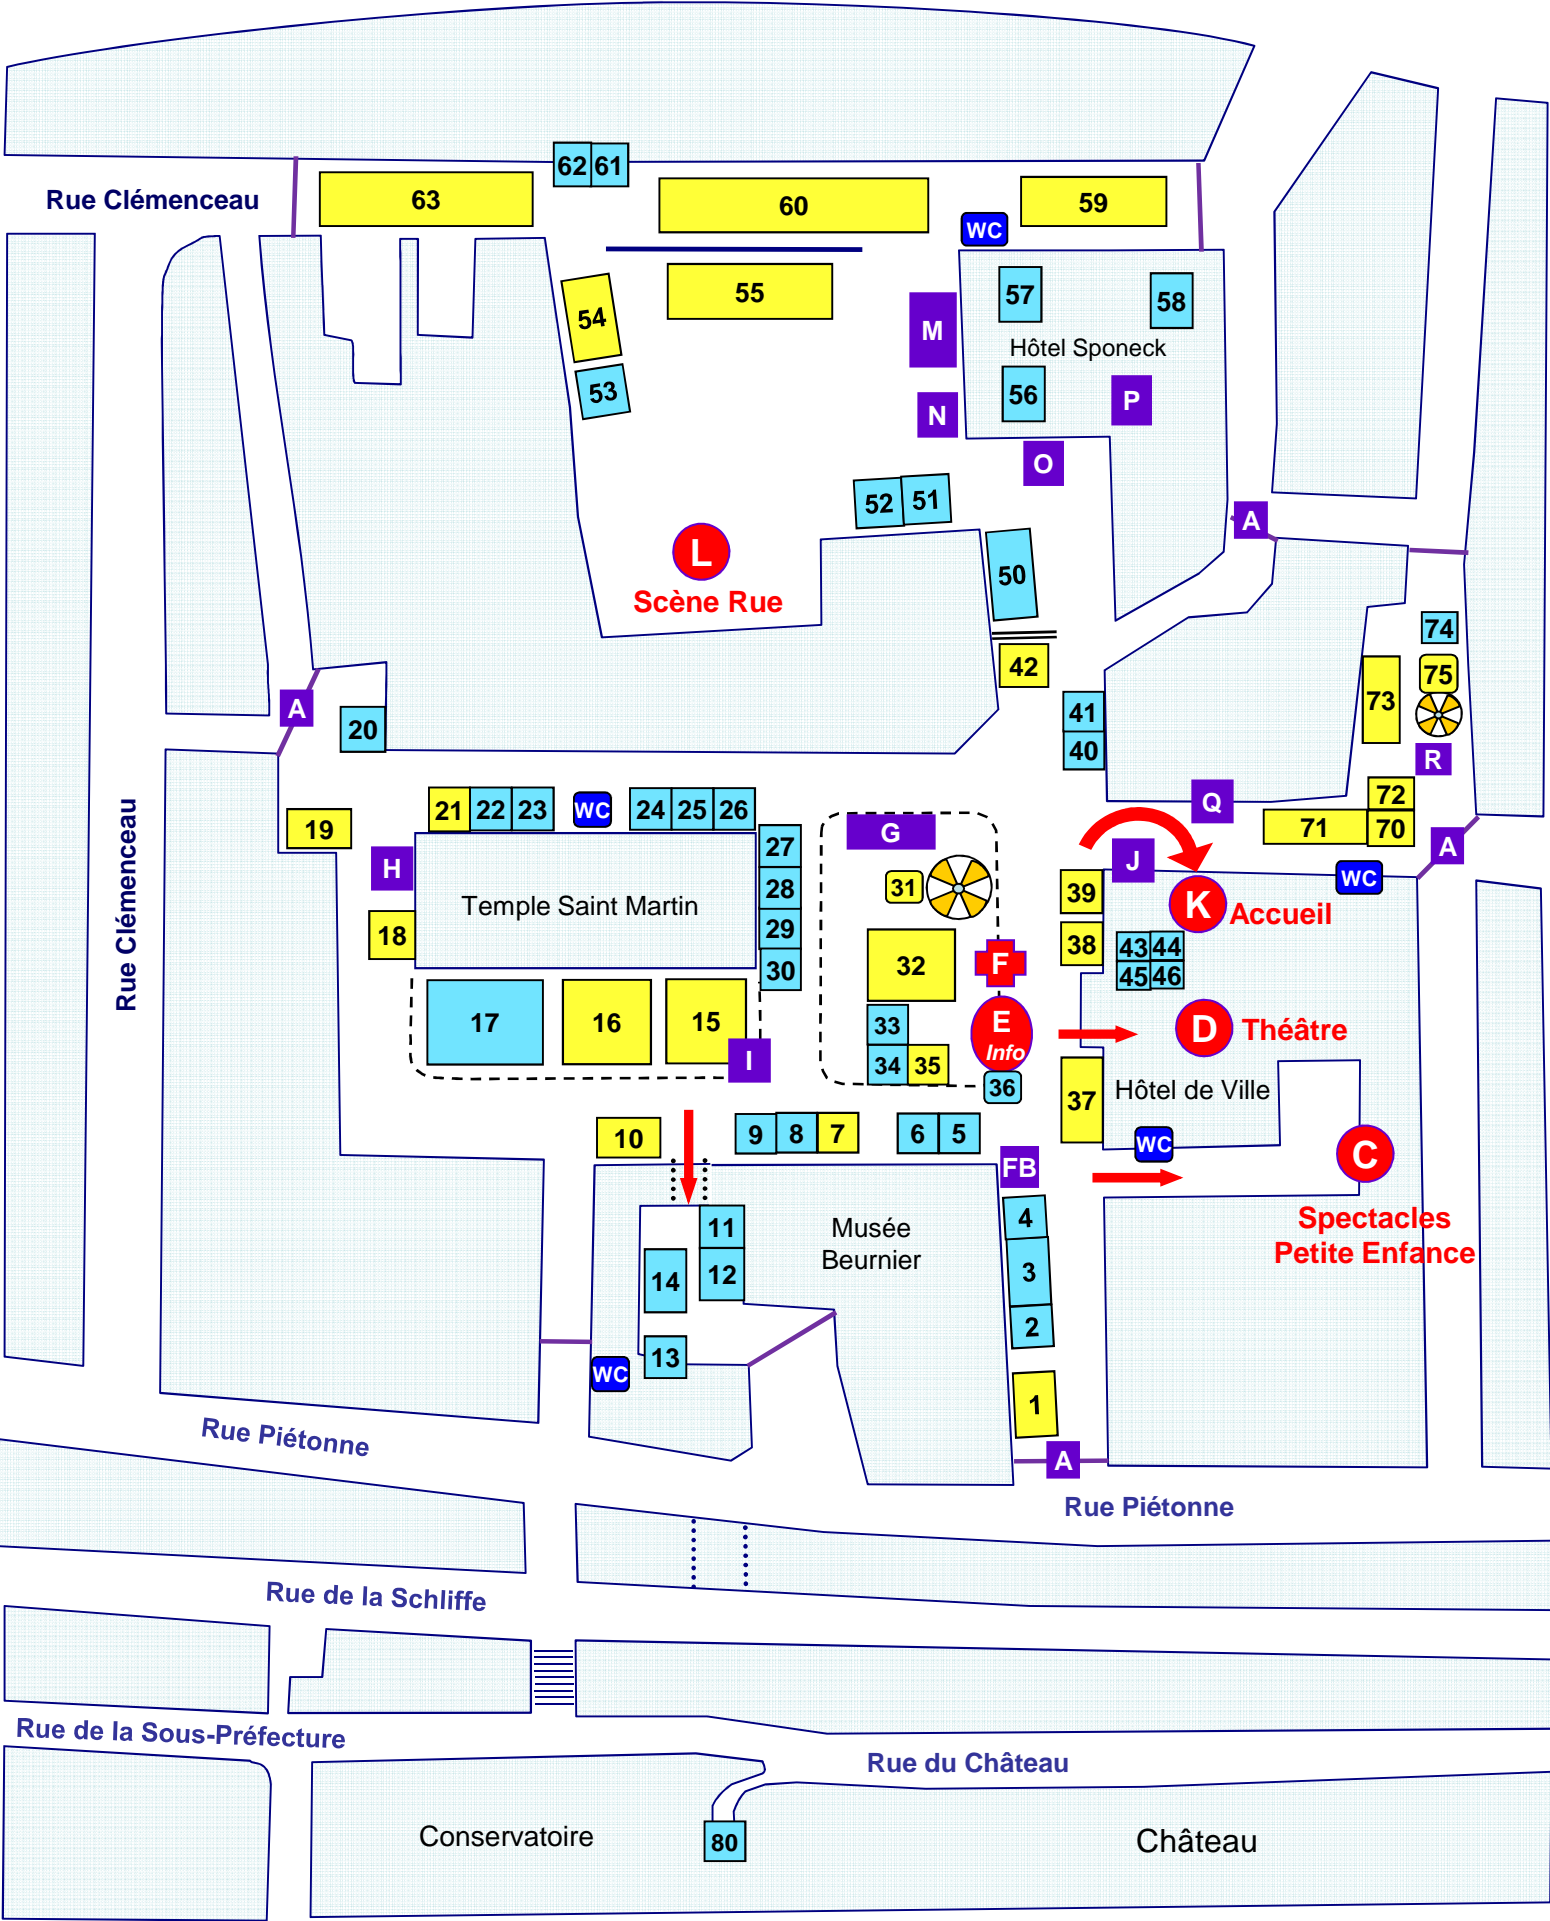 62 61
Rue Clémenceau
63
60
59
WC
54
55
57
58
M
Hôtel Sponeck
53
56
P
N
O
52 51
A
L
50
Scène Rue
74
42
75
73
A
41
20
40
R
Rue Clémenceau
21 22 23
WC
24 25 26
Q
72
19
71
70
27
G
H
J
A
28
31
39
WC
Temple Saint Martin
K
Accueil
18
29
38
43 44
30
32
F
45 46
17
16
15
33
E
Info
D
Théâtre
I
34 35
36
37
Hôtel de Ville
10
9 8 7
6 5
WC
C
FB
11
Musée
Beurnier
4
Spectacles
Petite Enfance
14
12
3
2
13
WC
1
Rue Piétonne
A
Rue Piétonne
Rue de la Schliffe
Rue de la Sous-Préfecture
Rue du Château
Conservatoire
80
Château